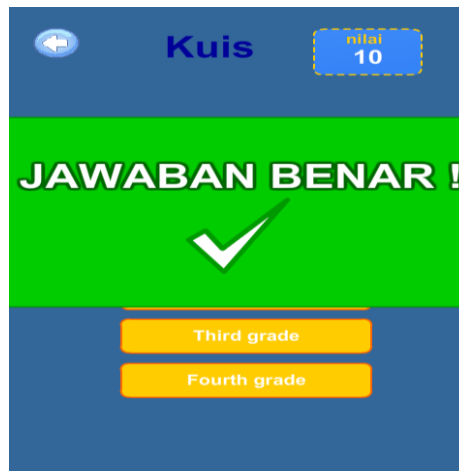 Kuis
nilai
10
JAWABAN BENAR !
Third grade
Fourth grade